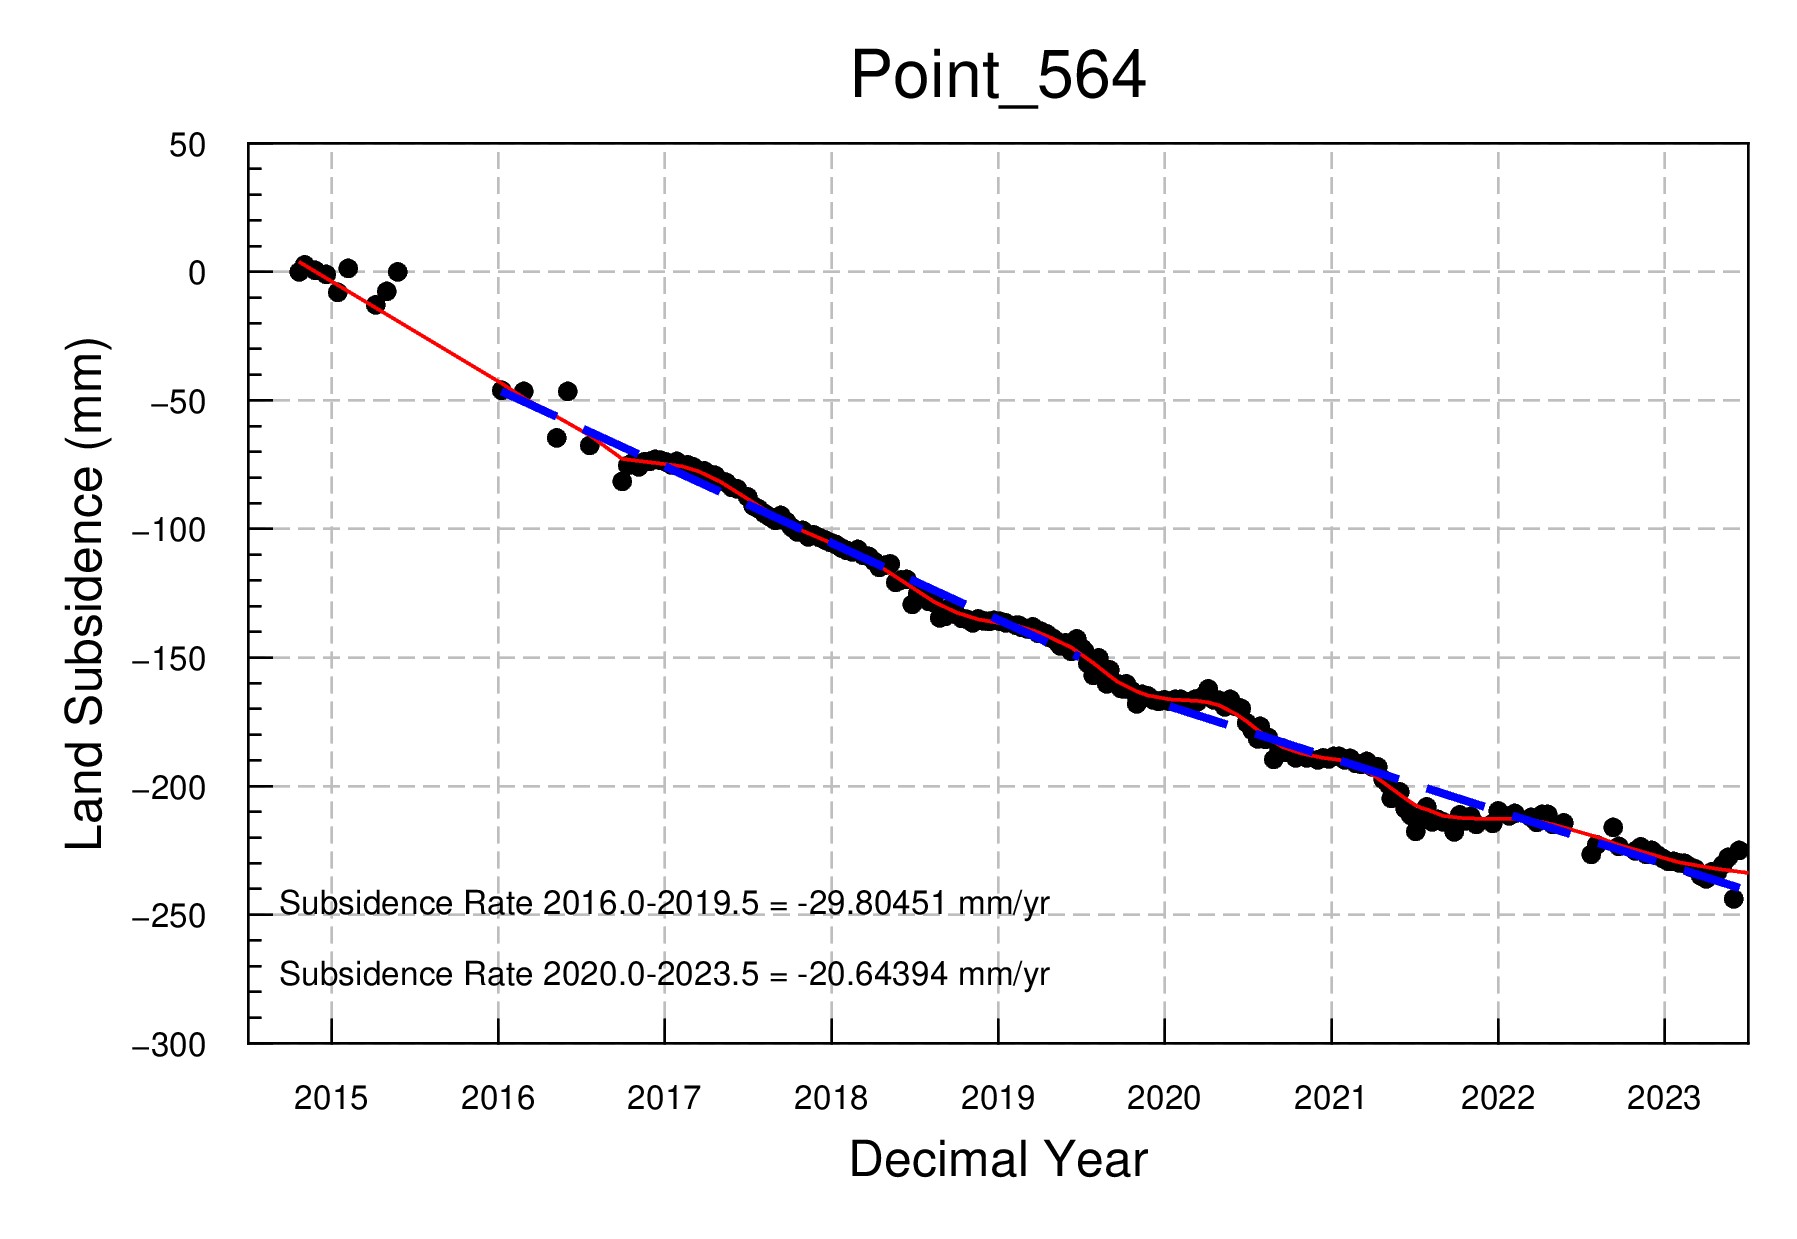 Point_564
50
0
−50
−100
−150
−200
−250
−300
Land Subsidence (mm)
Subsidence Rate 2016.0-2019.5 = -29.80451 mm/yr
Subsidence Rate 2020.0-2023.5 = -20.64394 mm/yr
2015 2016 2017 2018 2019 2020 2021 2022 2023
Decimal Year